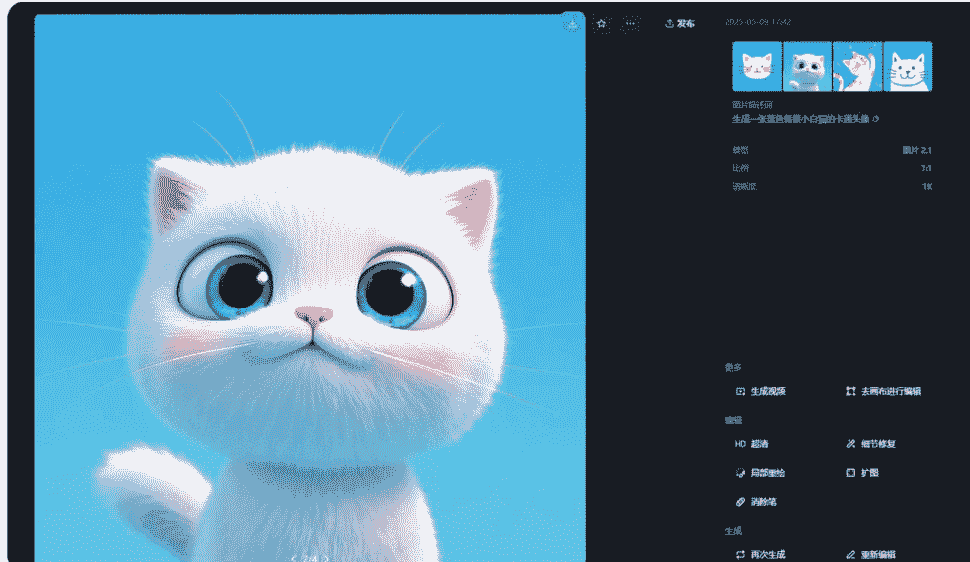 发布
2025-05-09 17:42
图片提示词
生成一张蓝色背景小白猫的卡通头像
模型 图片 2.1
比例 1:1
清晰度 1K
更多
生成视频 去画布进行编辑
编辑
HD 超清 细节修复
局部重绘 扩图
消除笔
生成
再次生成 重新编辑